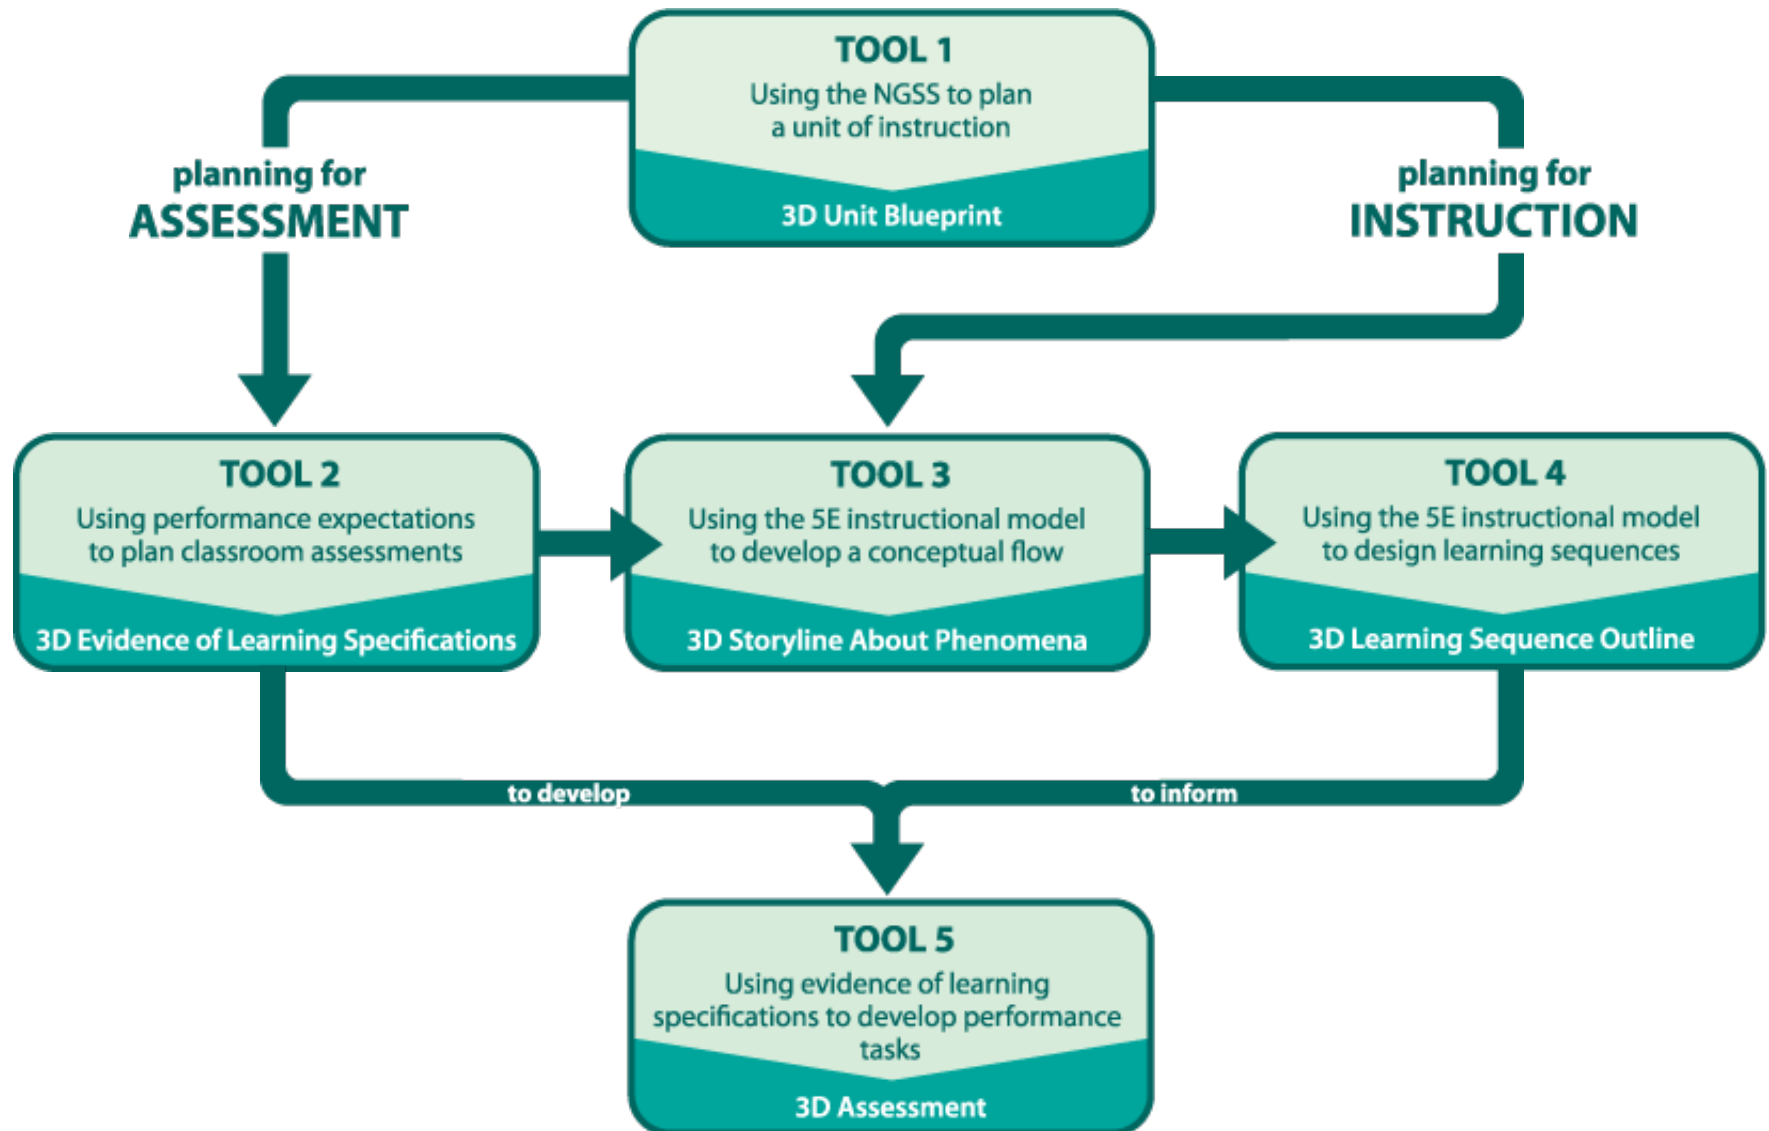 TOOL 1
Using the NGSS to plan
a unit of instruction
3D Unit Blueprint
planning for
ASSESSMENT
planning for
INSTRUCTION
TOOL 2
Using performance expectations
to plan classroom assessments
3D Evidence of Learning Specifications
TOOL 3
Using the 5E instructional model
to develop a conceptual flow
3D Storyline About Phenomena
TOOL 4
Using the 5E instructional model
to design learning sequences
3D Learning Sequence Outline
to develop
to inform
TOOL 5
Using evidence of learning
specifications to develop performance
tasks
3D Assessment